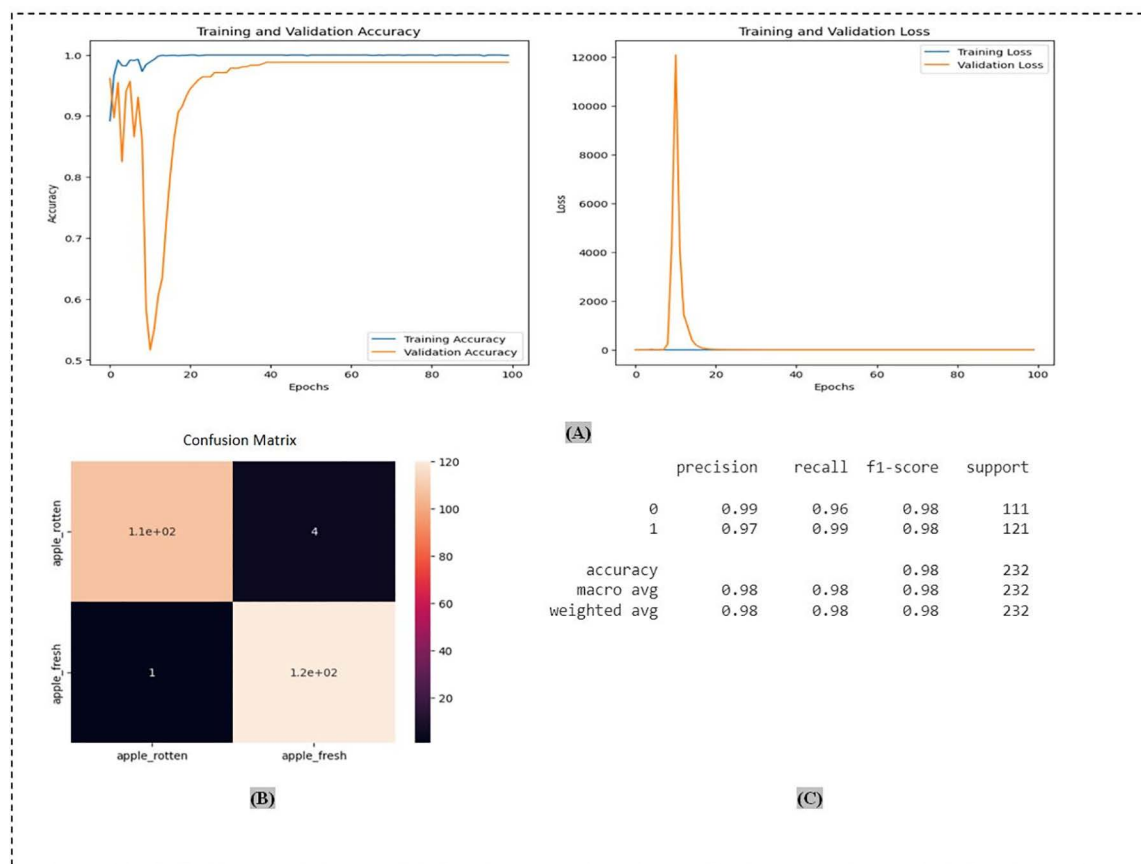 Training and Validation Accuracy
1.0
0.9
0.8
0.7
0.6
0.5
Accuracy
0 20 40 60 80 100
Epochs
Training Accuracy
Validation Accuracy
Training and Validation Loss
12000
10000
8000
6000
4000
2000
0
Loss
0 20 40 60 80 100
Epochs
Training Loss
Validation Loss
(A)
Confusion Matrix
apple_rotten
apple_fresh
1.1e+02 4
1 1.2e+02
apple_rotten apple_fresh
120
100
80
60
40
20
(B)
precision recall f1-score support
0 0.99 0.96 0.98 111
1 0.97 0.99 0.98 121
accuracy 0.98 232
macro avg 0.98 0.98 0.98 232
weighted avg 0.98 0.98 0.98 232
(C)